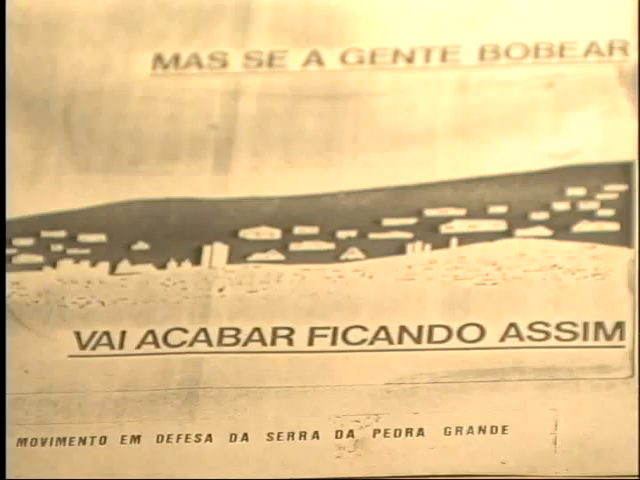 MAS SE A GENTE BOBEAR
VAI ACABAR FICANDO ASSIM
MOVIMENTO EM DEFESA DA SERRA DA PEDRA GRANDE